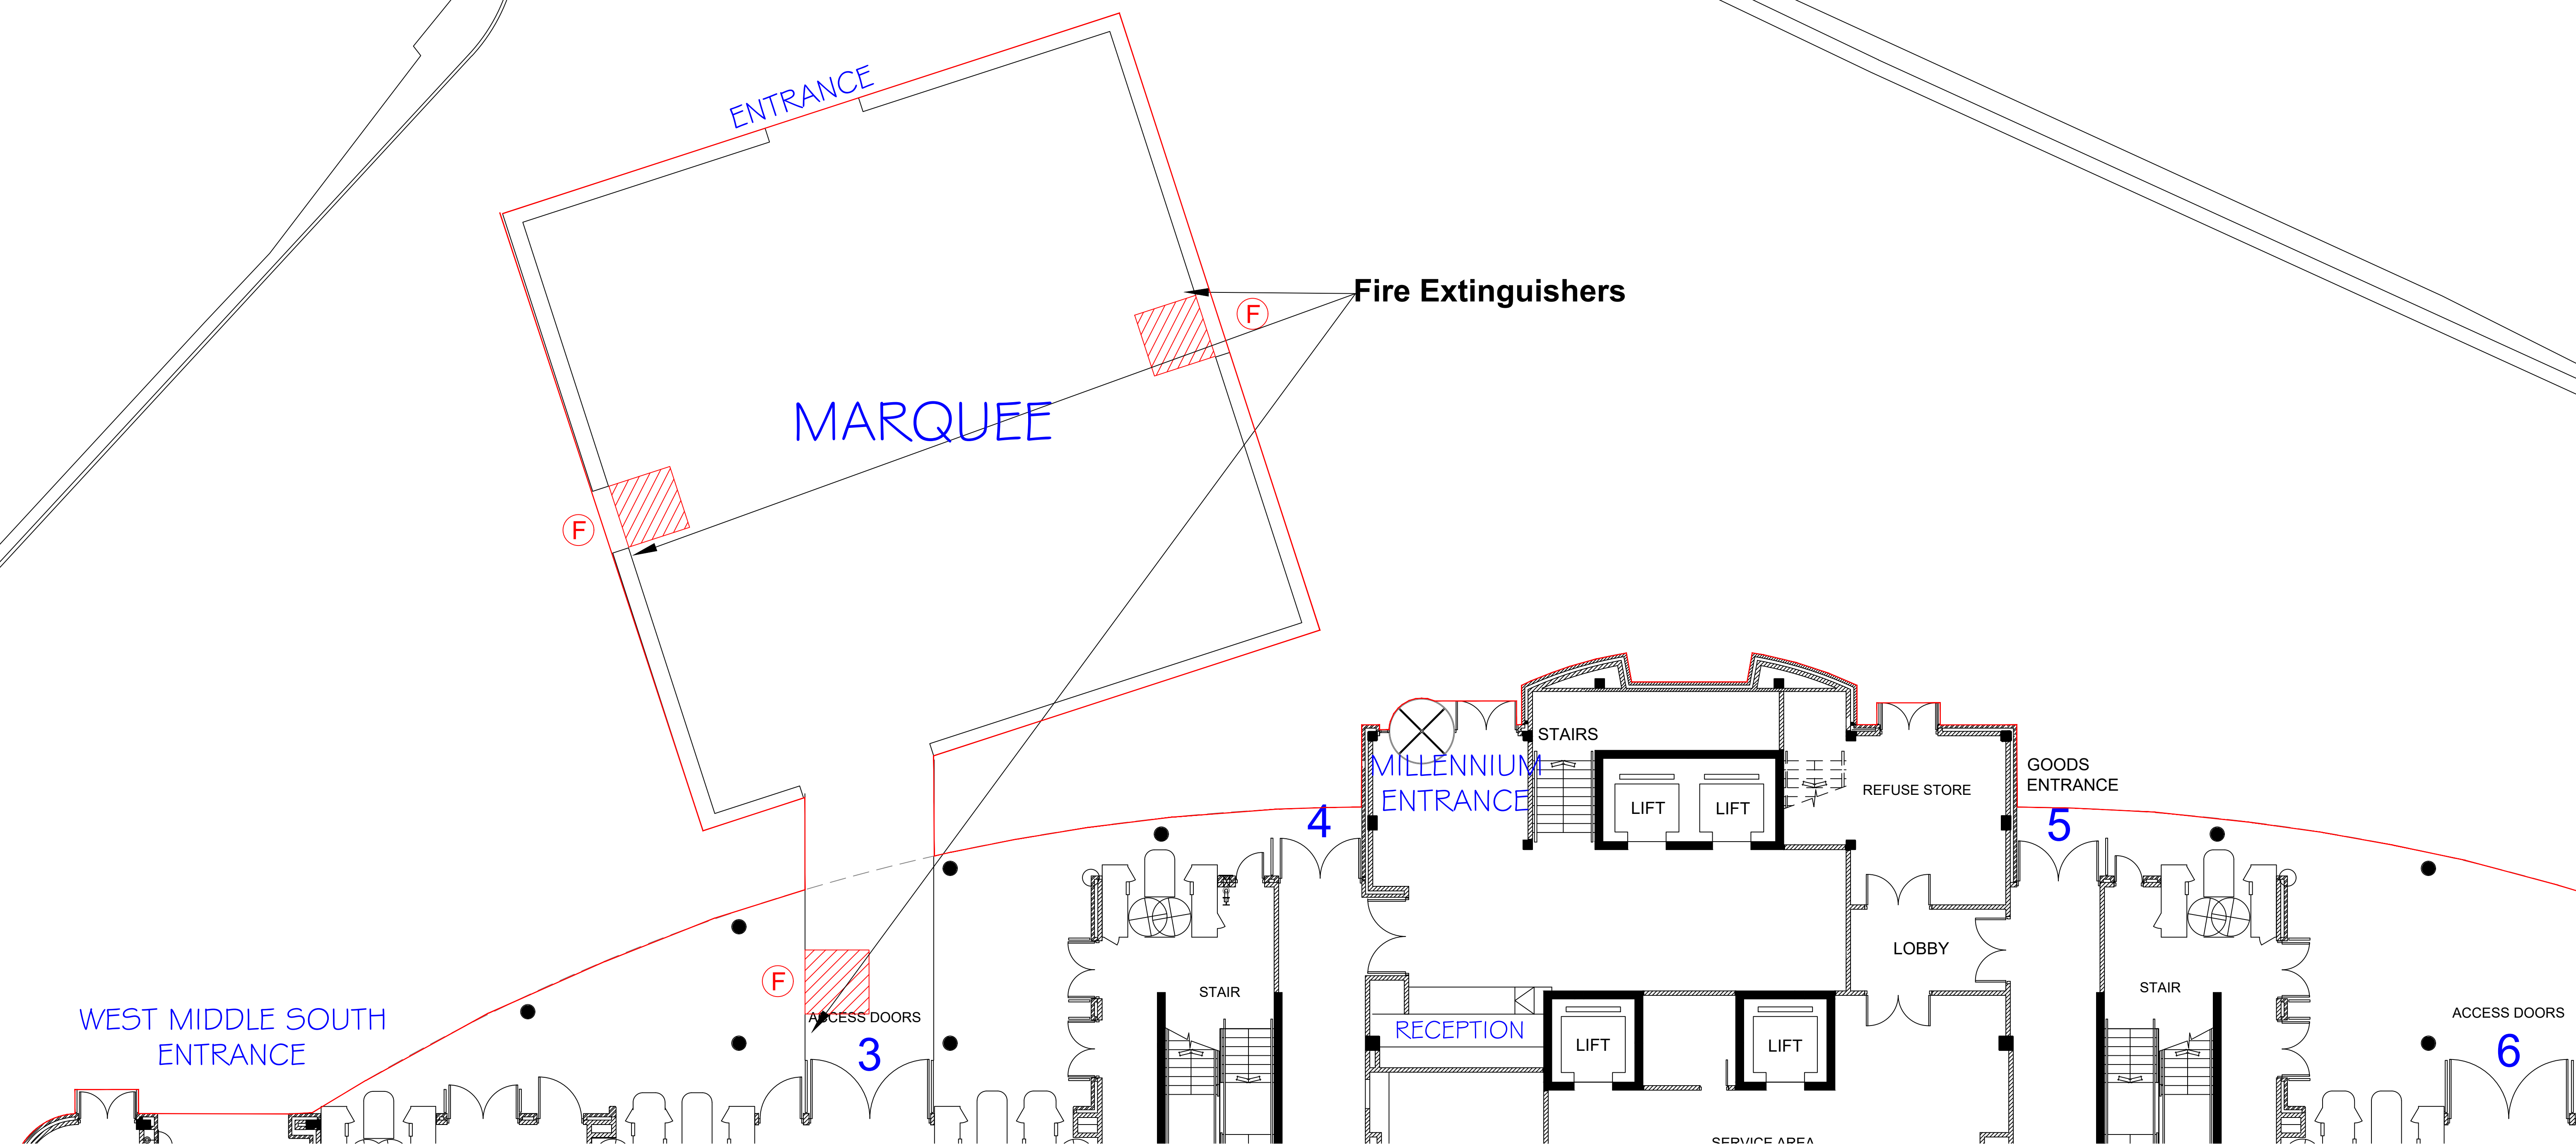 ENTRANCE
Fire Extinguishers
F
MARQUEE
F
STAIRS
MILLENNIUM
ENTRANCE
LIFT
LIFT
REFUSE STORE
GOODS
ENTRANCE
4
5
LOBBY
F
ACCESS DOORS
3
STAIR
STAIR
WEST MIDDLE SOUTH
ENTRANCE
RECEPTION
LIFT
LIFT
ACCESS DOORS
6
SERVICE AREA